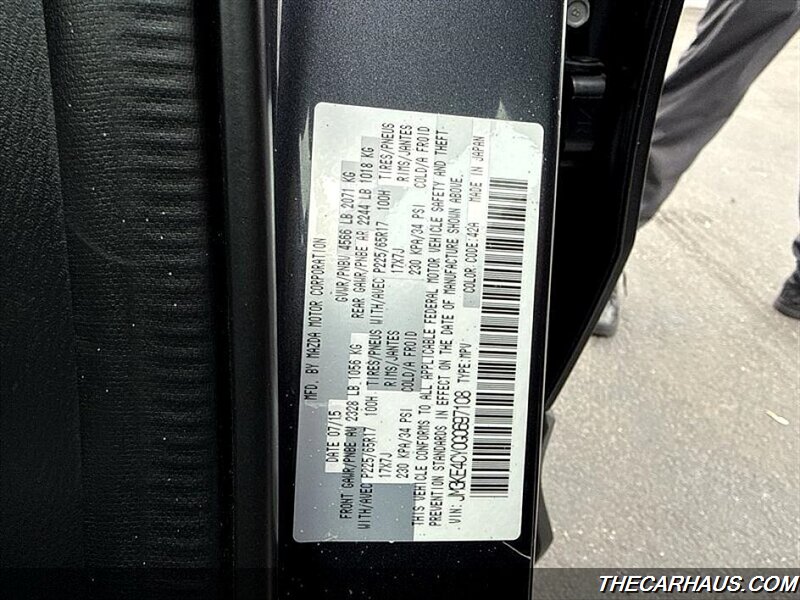 MFD. BY MAZDA MOTOR CORPORATION
DATE 07/15 GVWR/PNBV 4566 LB 2071 KG
FRONT GAWR/PNBE AV 2328 LB 1056 KG REAR GAWR/PNBE AR 2244 LB 1018 KG
TIRES/PNEUS TIRES/PNEUS
WITH/AVEC P225/65R17 100H WITH/AVEC P225/65R17 100H
RIMS/JANTES RIMS/JANTES
17X7J 17X7J
COLD/A FROID COLD/A FROID
230 KPA/34 PSI 230 KPA/34 PSI
THIS VEHICLE CONFORMS TO ALL APPLICABLE FEDERAL MOTOR VEHICLE SAFETY AND THEFT
PREVENTION STANDARDS IN EFFECT ON THE DATE OF MANUFACTURE SHOWN ABOVE.
VIN: JM3KE4CY0G0697108 TYPE:MPV COLOR CODE:42A MADE IN JAPAN
THECARHAUS.COM